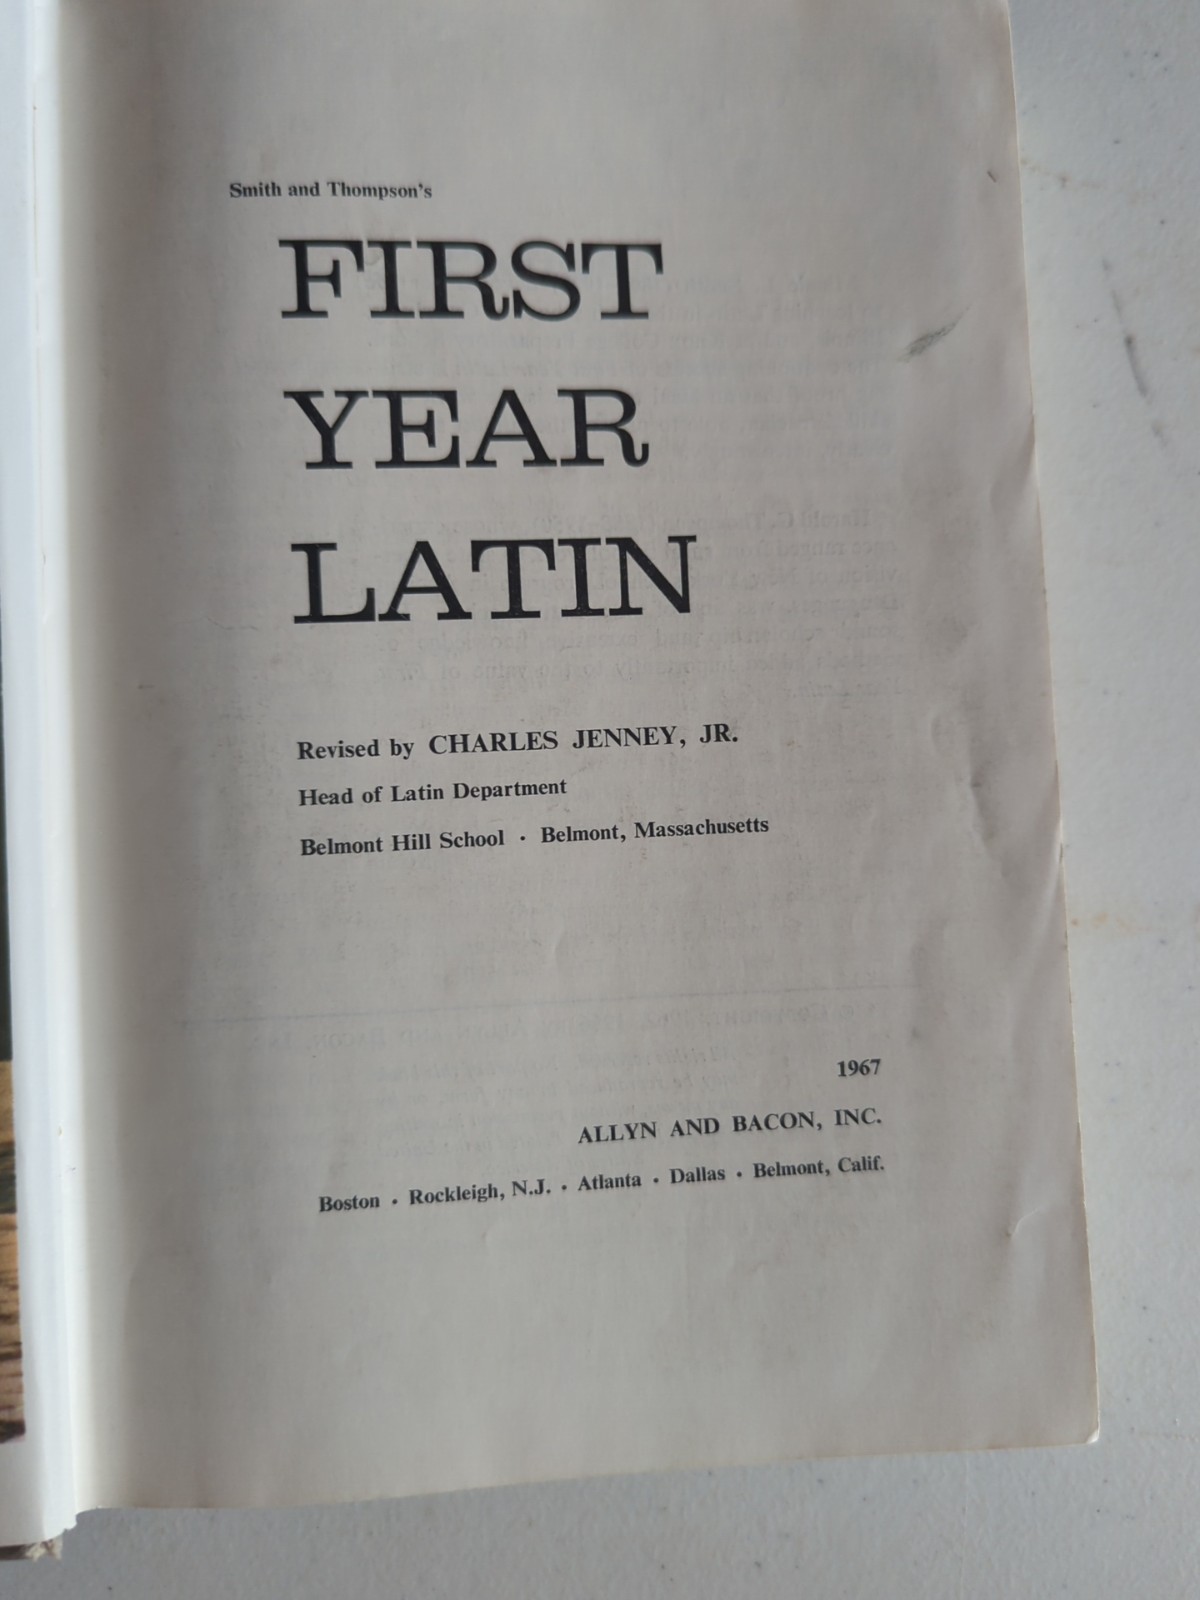 Smith and Thompson's
FIRST
YEAR
LATIN
Revised by CHARLES JENNEY, JR.
Head of Latin Department
Belmont Hill School · Belmont, Massachusetts
1967
ALLYN AND BACON, INC.
Boston · Rockleigh, N.J. · Atlanta · Dallas · Belmont, Calif.